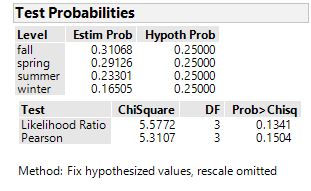 Test Probabilities
Level Estim Prob Hypoth Prob
fall 0.31068 0.25000
spring 0.29126 0.25000
summer 0.23301 0.25000
winter 0.16505 0.25000
Test ChiSquare DF Prob>Chisq
Likelihood Ratio 5.5772 3 0.1341
Pearson 5.3107 3 0.1504
Method: Fix hypothesized values, rescale omitted